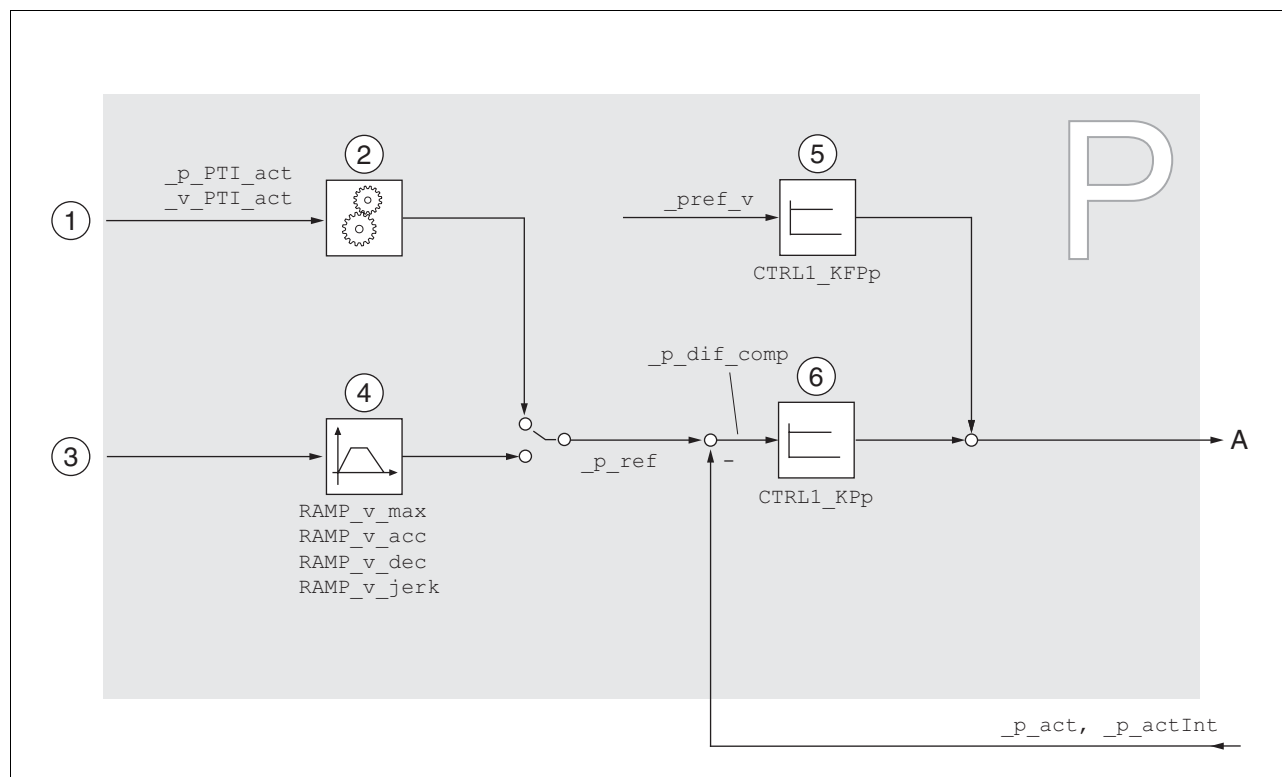 P
2
5
_p_PTI_act
_v_PTI_act
1
_pref_v
CTRL1_KFPp
_p_dif_comp
4
6
3
_p_ref
-
A
CTRL1_KPp
RAMP_v_max
RAMP_v_acc
RAMP_v_dec
RAMP_v_jerk
_p_act, _p_actInt